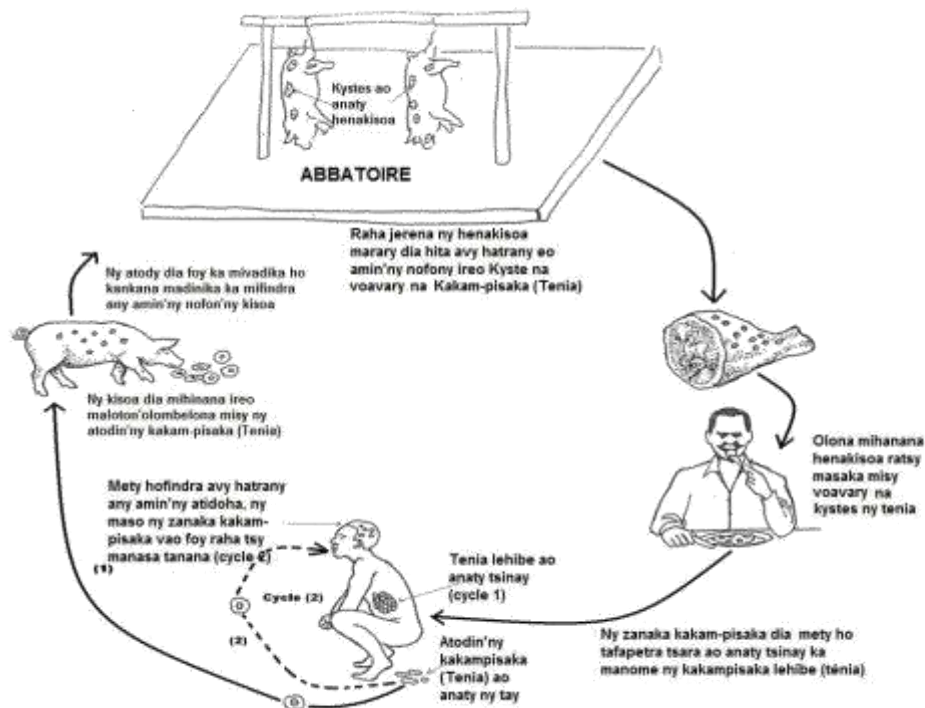 Kystes ao
anaty
henakisoa
ABBATOIRE
Raha jerena ny henakisoa
marary dia hita avy hatrany eo
amin'ny nofony ireo Kyste na
voavary na Kakam-pisaka (Tenia)
Ny atody dia foy ka mivadika ho
kankana madinika ka mifindra
any amin'ny nofon'ny kisoa
Ny kisoa dia mihinana ireo
maloton'olombelona misy ny
atodin'ny kakam-pisaka (Tenia)
Olona mihanana
henakisoa ratsy
masaka misy
voavary na
kystes ny tenia
Mety hofindra avy hatrany
any amin'ny atidoha, ny
maso ny zanaka kakam-
pisaka vao foy raha tsy
manasa tanana (cycle 2)
(1)
Cycle (2)
(2)
Tenia lehibe ao
anaty tsinay
(cycle 1)
Atodin'ny
kakampisaka
(Tenia) ao
anaty ny tay
Ny zanaka kakam-pisaka dia mety ho
tafapetra tsara ao anaty tsinay ka
manome ny kakampisaka lehibe (ténia)